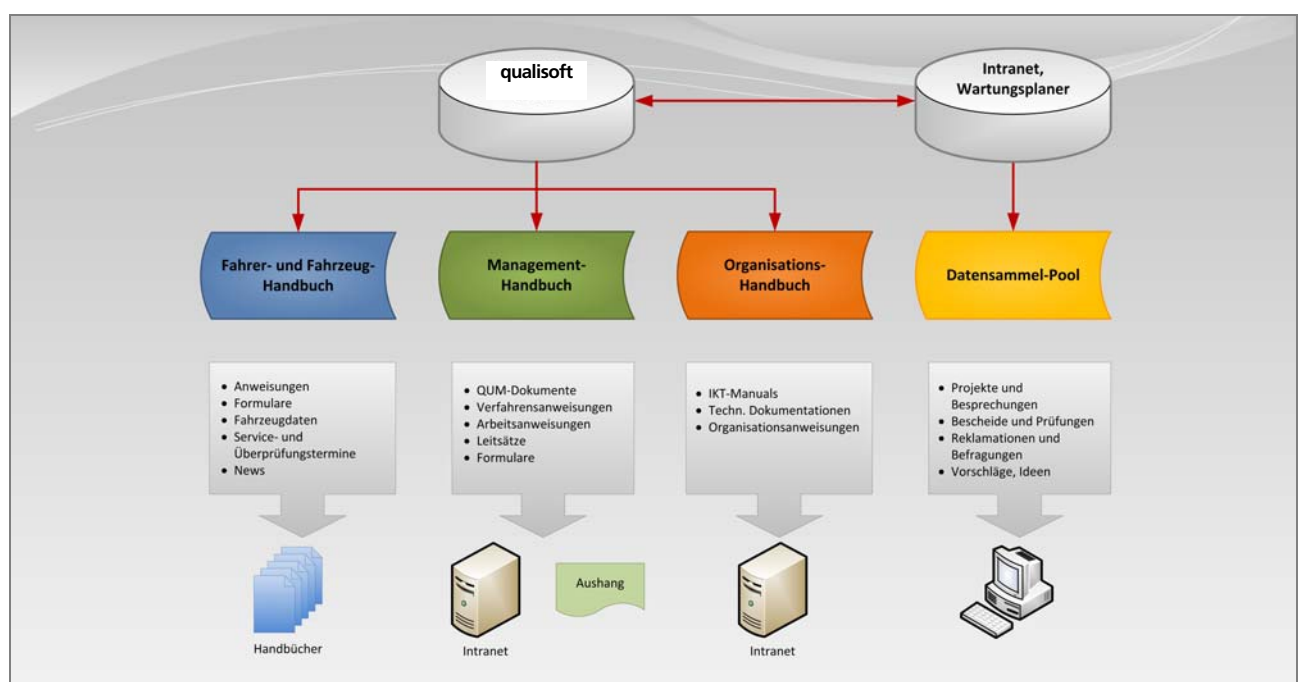 qualisoft
Intranet,
Wartungsplaner
Fahrer- und Fahrzeug-
Handbuch
Management-
Handbuch
Organisations-
Handbuch
Datensammel-Pool
• Anweisungen
• Formulare
• Fahrzeugdaten
• Service- und
Überprüfungstermine
• News
• QUM-Dokumente
• Verfahrensanweisungen
• Arbeitsanweisungen
• Leitsätze
• Formulare
• IKT-Manuals
• Techn. Dokumentationen
• Organisationsanweisungen
• Projekte und
Besprechungen
• Bescheide und Prüfungen
• Reklamationen und
Befragungen
• Vorschläge, Ideen
Handbücher
Intranet
Aushang
Intranet